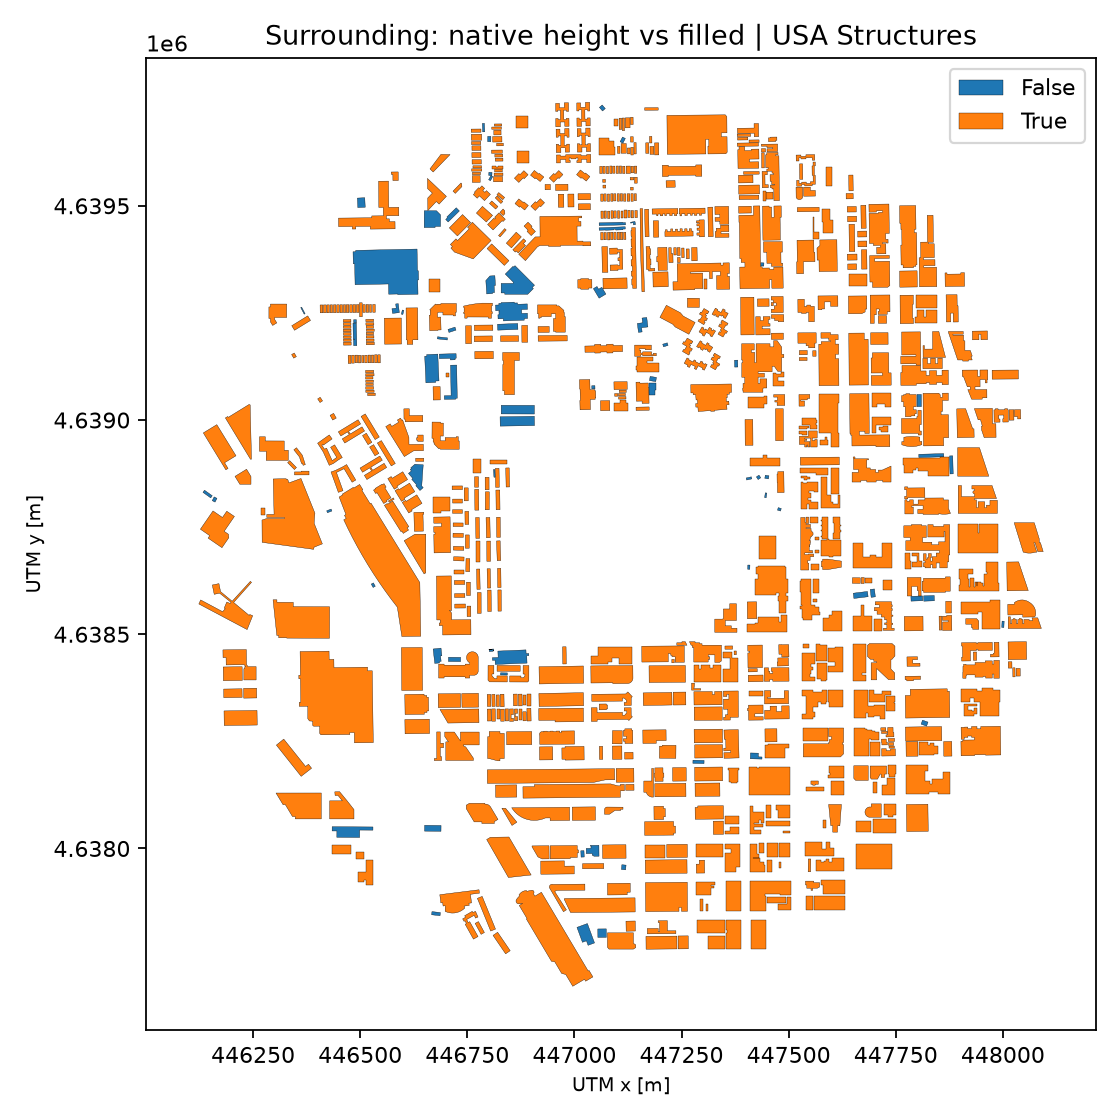 Surrounding: native height vs filled | USA Structures
1e6
False
True
4.6395
4.6390
4.6385
4.6380
UTM y [m]
446250 446500 446750 447000 447250 447500 447750 448000
UTM x [m]